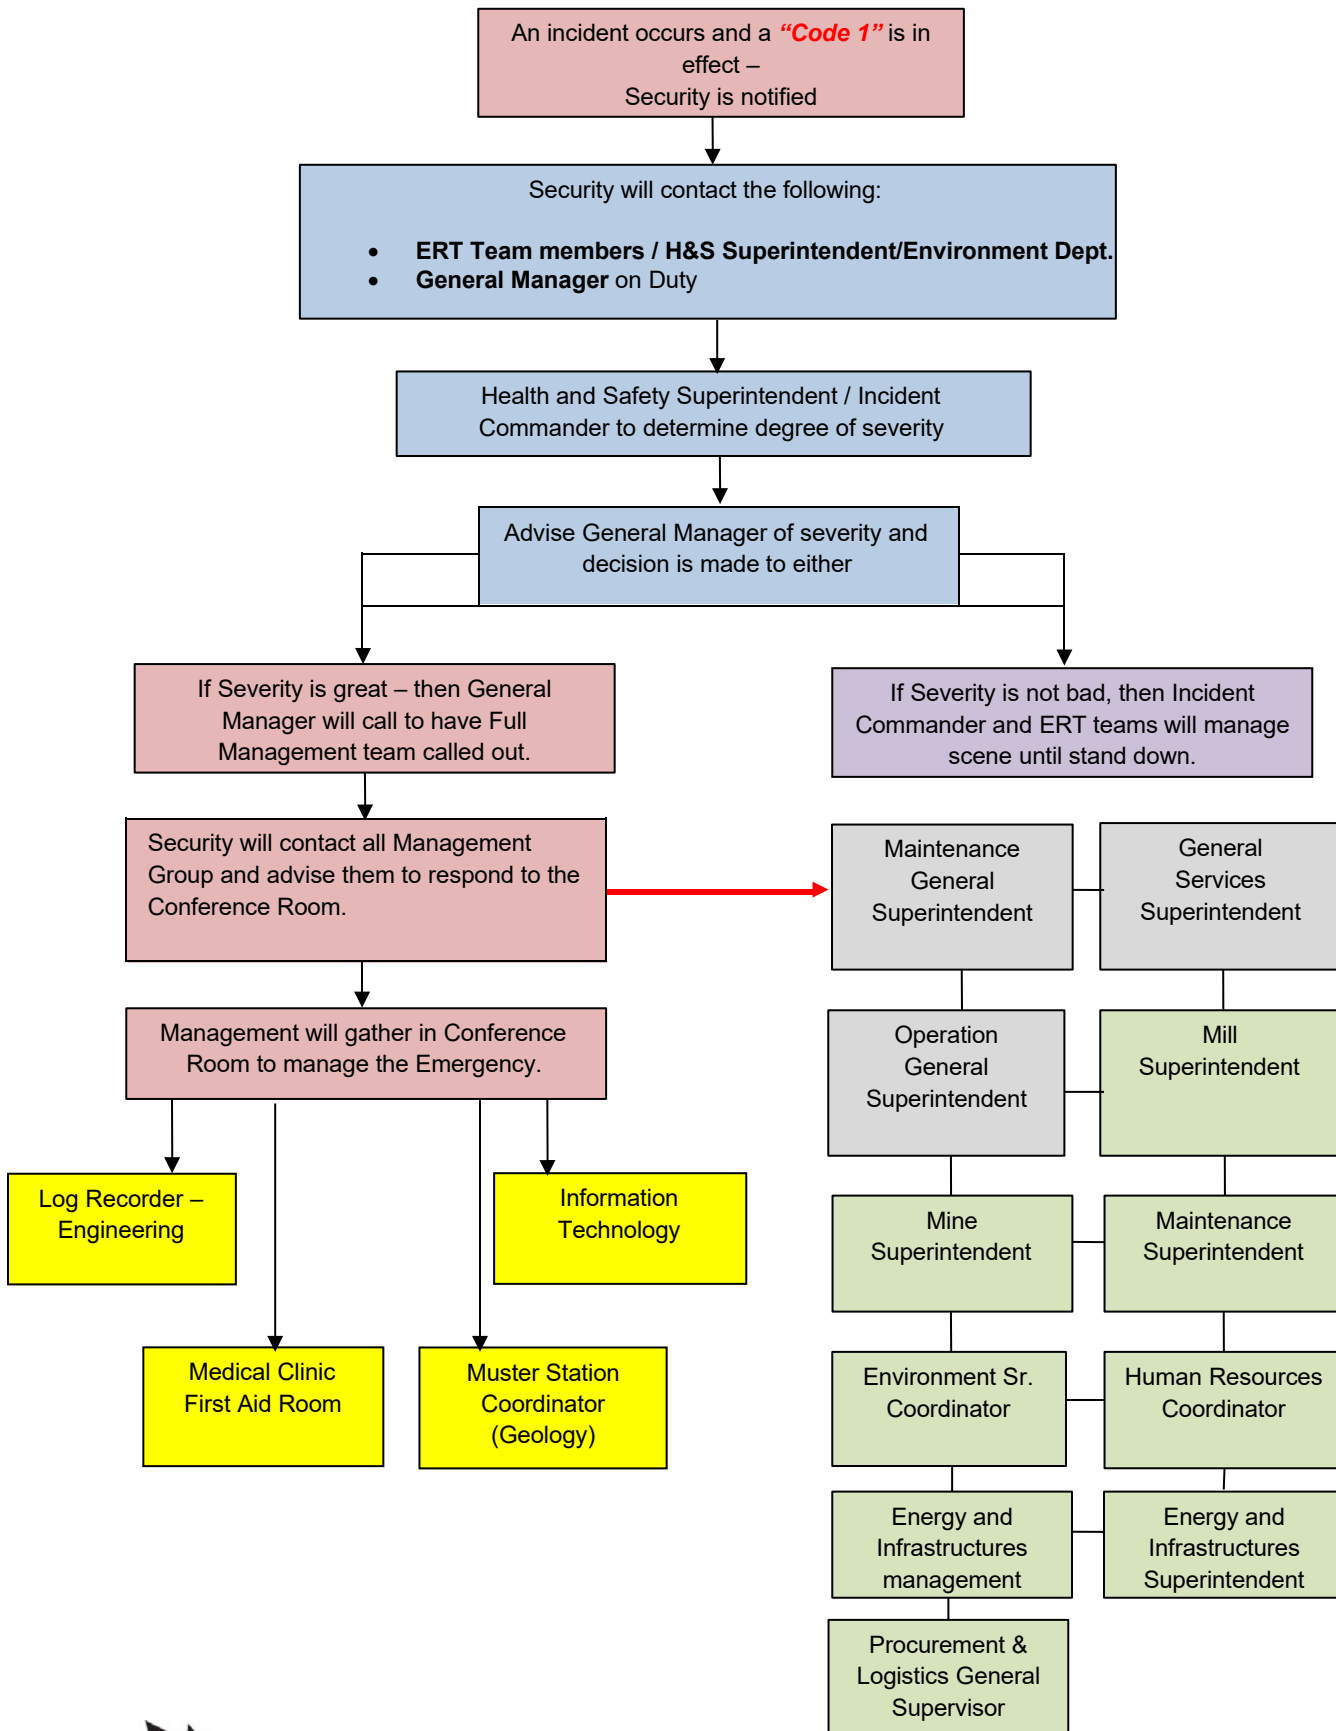 An incident occurs and a “Code 1” is in
effect –
Security is notified
Security will contact the following:
• ERT Team members / H&S Superintendent/Environment Dept.
• General Manager on Duty
Health and Safety Superintendent / Incident
Commander to determine degree of severity
Advise General Manager of severity and
decision is made to either
If Severity is great – then General
Manager will call to have Full
Management team called out.
If Severity is not bad, then Incident
Commander and ERT teams will manage
scene until stand down.
Security will contact all Management
Group and advise them to respond to the
Conference Room.
Management will gather in Conference
Room to manage the Emergency.
Log Recorder –
Engineering
Information
Technology
Medical Clinic
First Aid Room
Muster Station
Coordinator
(Geology)
Maintenance
General
Superintendent
General
Services
Superintendent
Operation
General
Superintendent
Mill
Superintendent
Mine
Superintendent
Maintenance
Superintendent
Environment Sr.
Coordinator
Human Resources
Coordinator
Energy and
Infrastructures
management
Energy and
Infrastructures
Superintendent
Procurement &
Logistics General
Supervisor